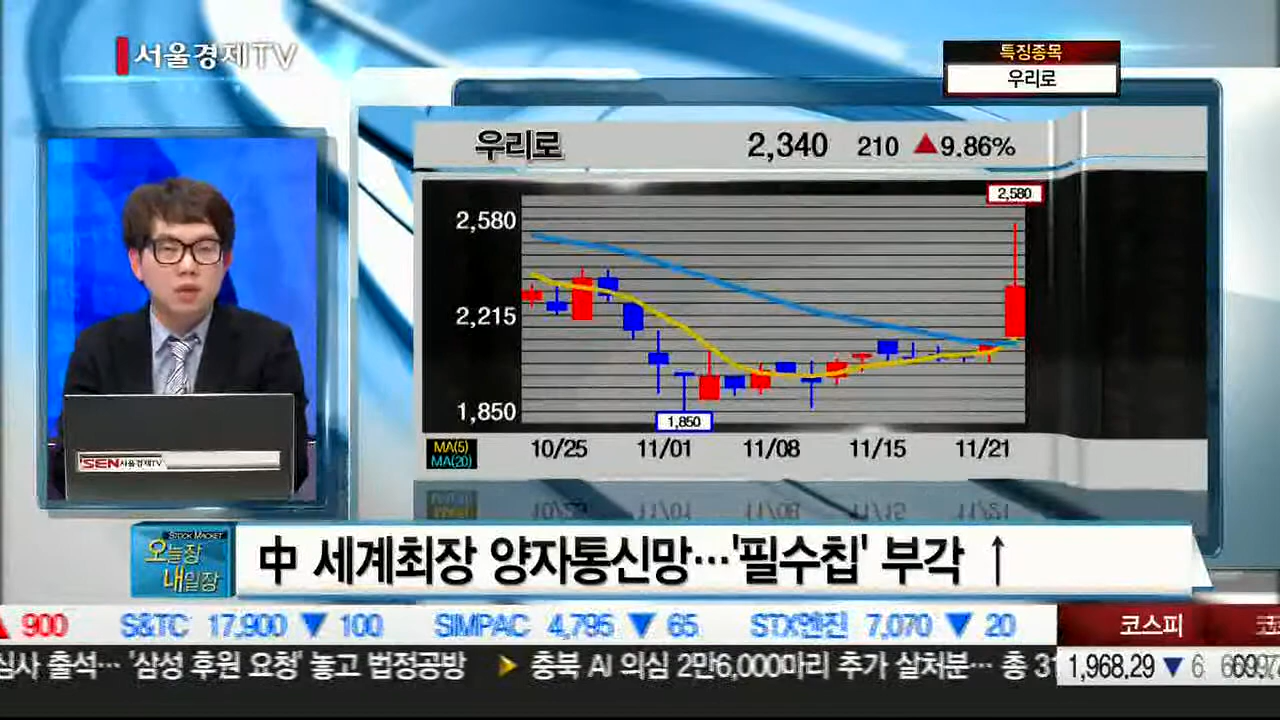 서울경제TV
특징종목
우리로
우리로 2,340 210 ▲9.86%
2,580
2,580
2,215
1,850
1,850
MA(5)
MA(20)
10/25 11/01 11/08 11/15 11/21
SEN서울경제TV
STOCK MARKET
오늘장
내일장
中 세계최장 양자통신망…'필수칩' 부각 ↑
▲ 900 S&TC 17,900 ▼ 100 SIMPAC 4,795 ▼ 65 STX엔진 7,070 ▼ 20
코스피
심사 출석… '삼성 후원 요청' 놓고 법정공방 ➤ 충북 AI 의심 2만6,000마리 추가 살처분… 총 31
1,968.29 ▼ 6